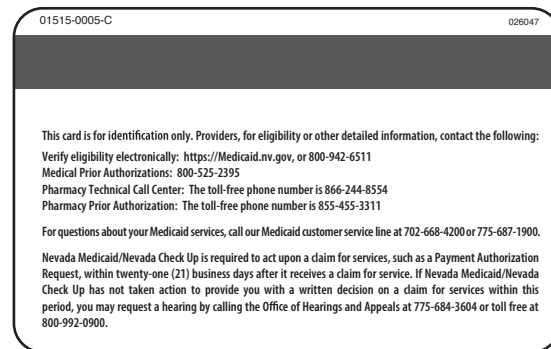 01515-0005-C 026047
This card is for identification only. Providers, for eligibility or other detailed information, contact the following:
Verify eligibility electronically: https://Medicaid.nv.gov, or 800-942-6511
Medical Prior Authorizations: 800-525-2395
Pharmacy Technical Call Center: The toll-free phone number is 866-244-8554
Pharmacy Prior Authorization: The toll-free phone number is 855-455-3311
For questions about your Medicaid services, call our Medicaid customer service line at 702-668-4200 or 775-687-1900.
Nevada Medicaid/Nevada Check Up is required to act upon a claim for services, such as a Payment Authorization
Request, within twenty-one (21) business days after it receives a claim for service. If Nevada Medicaid/Nevada
Check Up has not taken action to provide you with a written decision on a claim for services within this
period, you may request a hearing by calling the Office of Hearings and Appeals at 775-684-3604 or toll free at
800-992-0900.